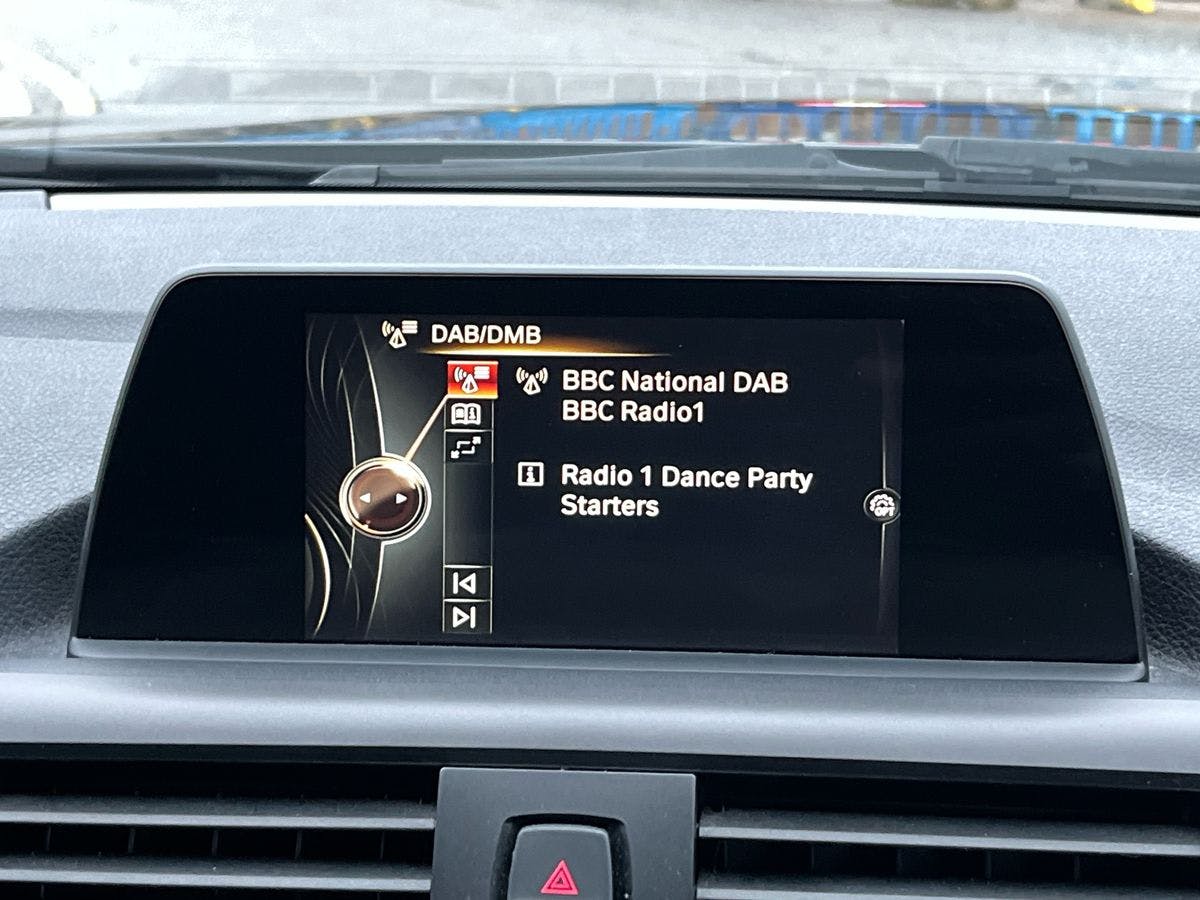 DAB/DMB
BBC National DAB
BBC Radio1
Radio 1 Dance Party
Starters
OPT